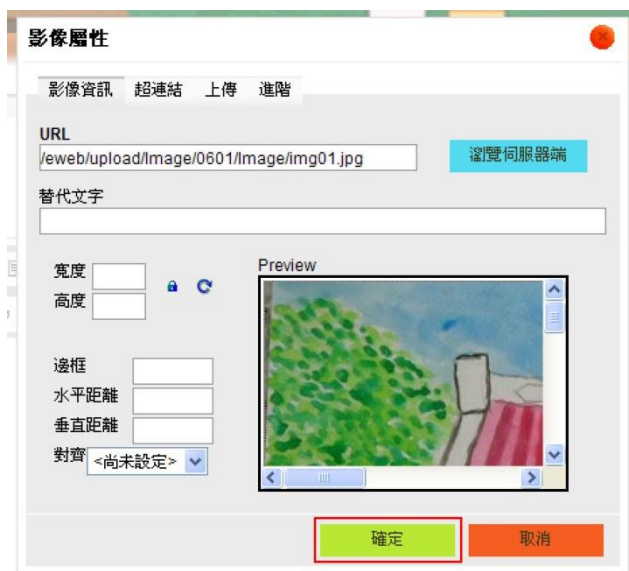 影像屬性
影像資訊 超連結 上傳 進階
URL
/eweb/upload/Image/0601/Image/img01.jpg
瀏覽伺服器端
替代文字
寬度
高度
Preview
邊框
水平距離
垂直距離
對齊 <尚未設定>
確定 取消